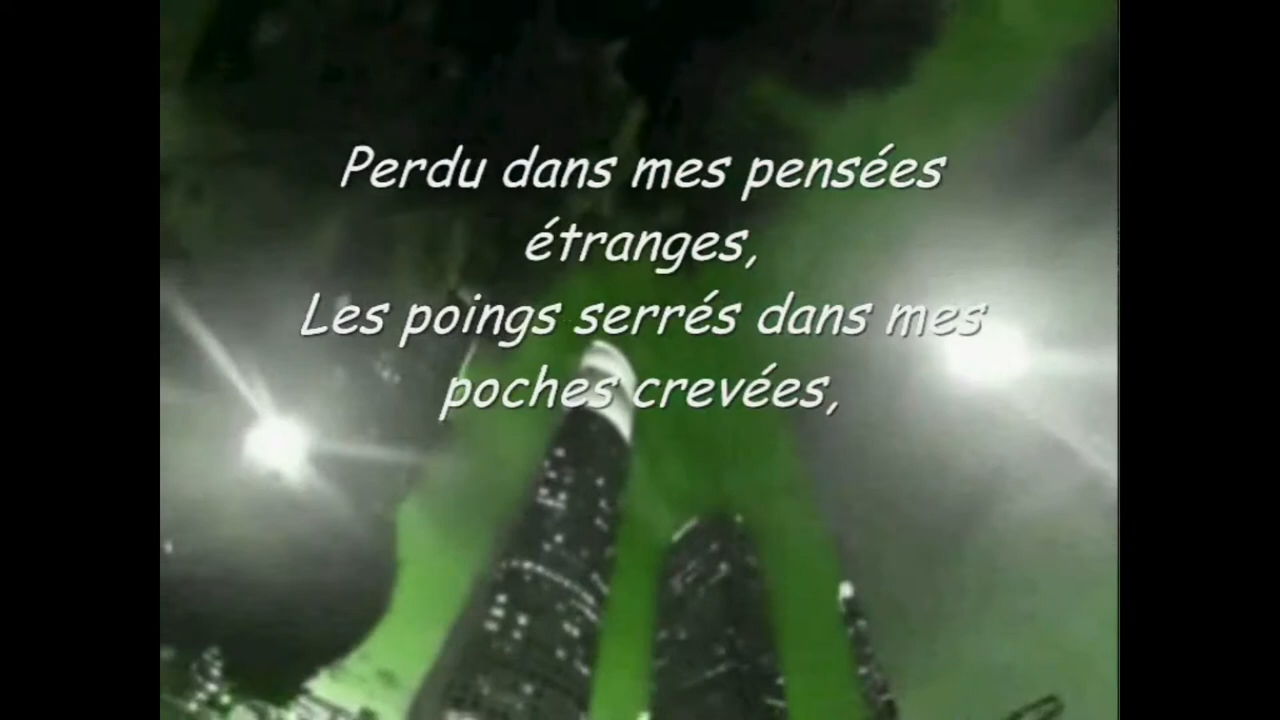 Perdu dans mes pensées
étranges,
Les poings serrés dans mes
poches crevées,